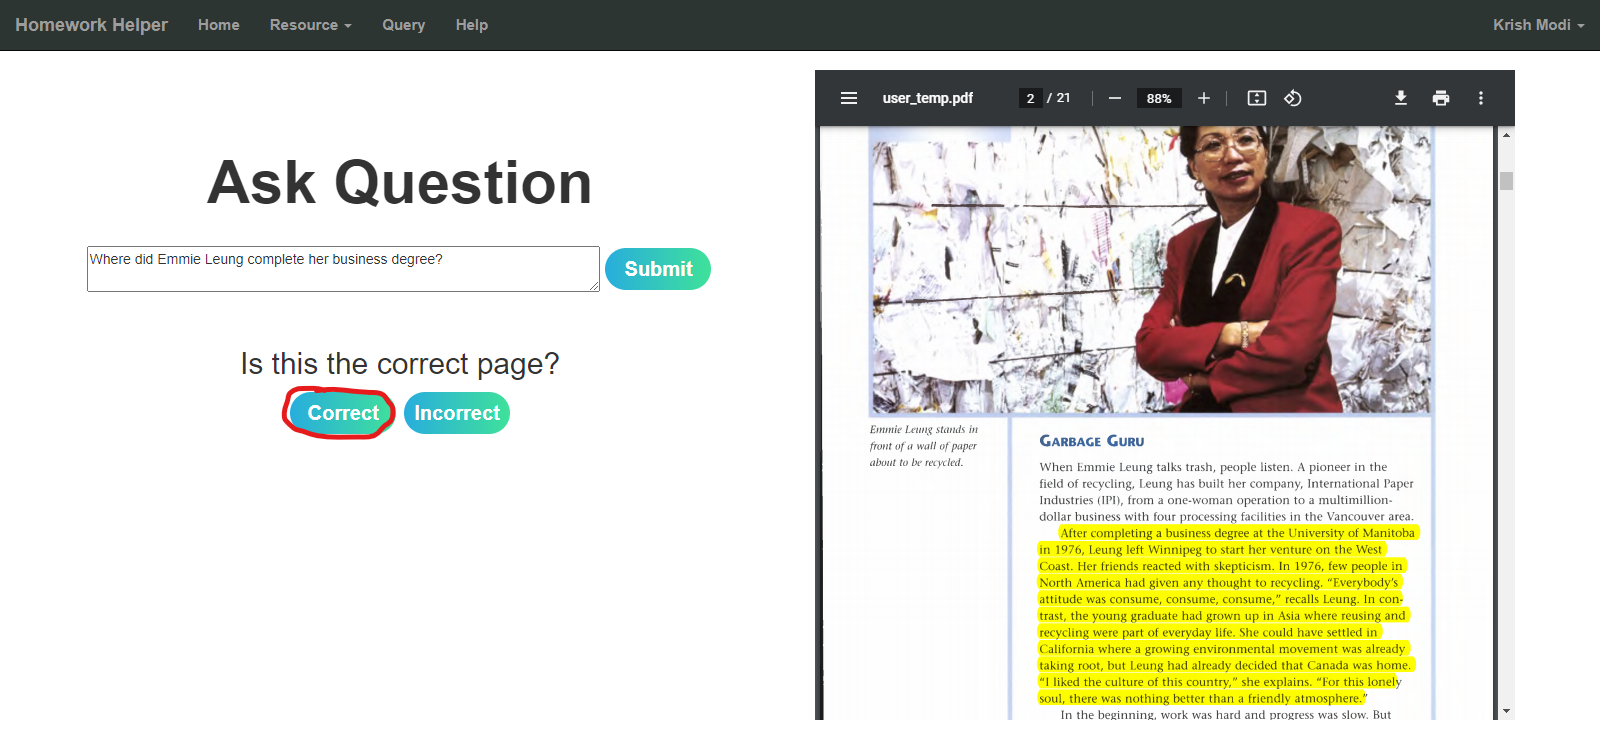 Homework Helper Home Resource Query Help Krish Modi
user_temp.pdf 2 / 21 88%
Ask Question
Where did Emmie Leung complete her business degree?
Submit
Is this the correct page?
Correct Incorrect
Emmie Leung stands in
front of a wall of paper
about to be recycled.
GARBAGE GURU
When Emmie Leung talks trash, people listen. A pioneer in the
field of recycling, Leung has built her company, International Paper
Industries (IPI), from a one-woman operation to a multimillion-
dollar business with four processing facilities in the Vancouver area.
After completing a business degree at the University of Manitoba
in 1976, Leung left Winnipeg to start her venture on the West
Coast. Her friends reacted with skepticism. In 1976, few people in
North America had given any thought to recycling. “Everybody’s
attitude was consume, consume, consume,” recalls Leung. In con-
trast, the young graduate had grown up in Asia where reusing and
recycling were part of everyday life. She could have settled in
California where a growing environmental movement was already
taking root, but Leung had already decided that Canada was home.
“I liked the culture of this country,” she explains. “For this lonely
soul, there was nothing better than a friendly atmosphere.”
In the beginning, work was hard and progress was slow. But